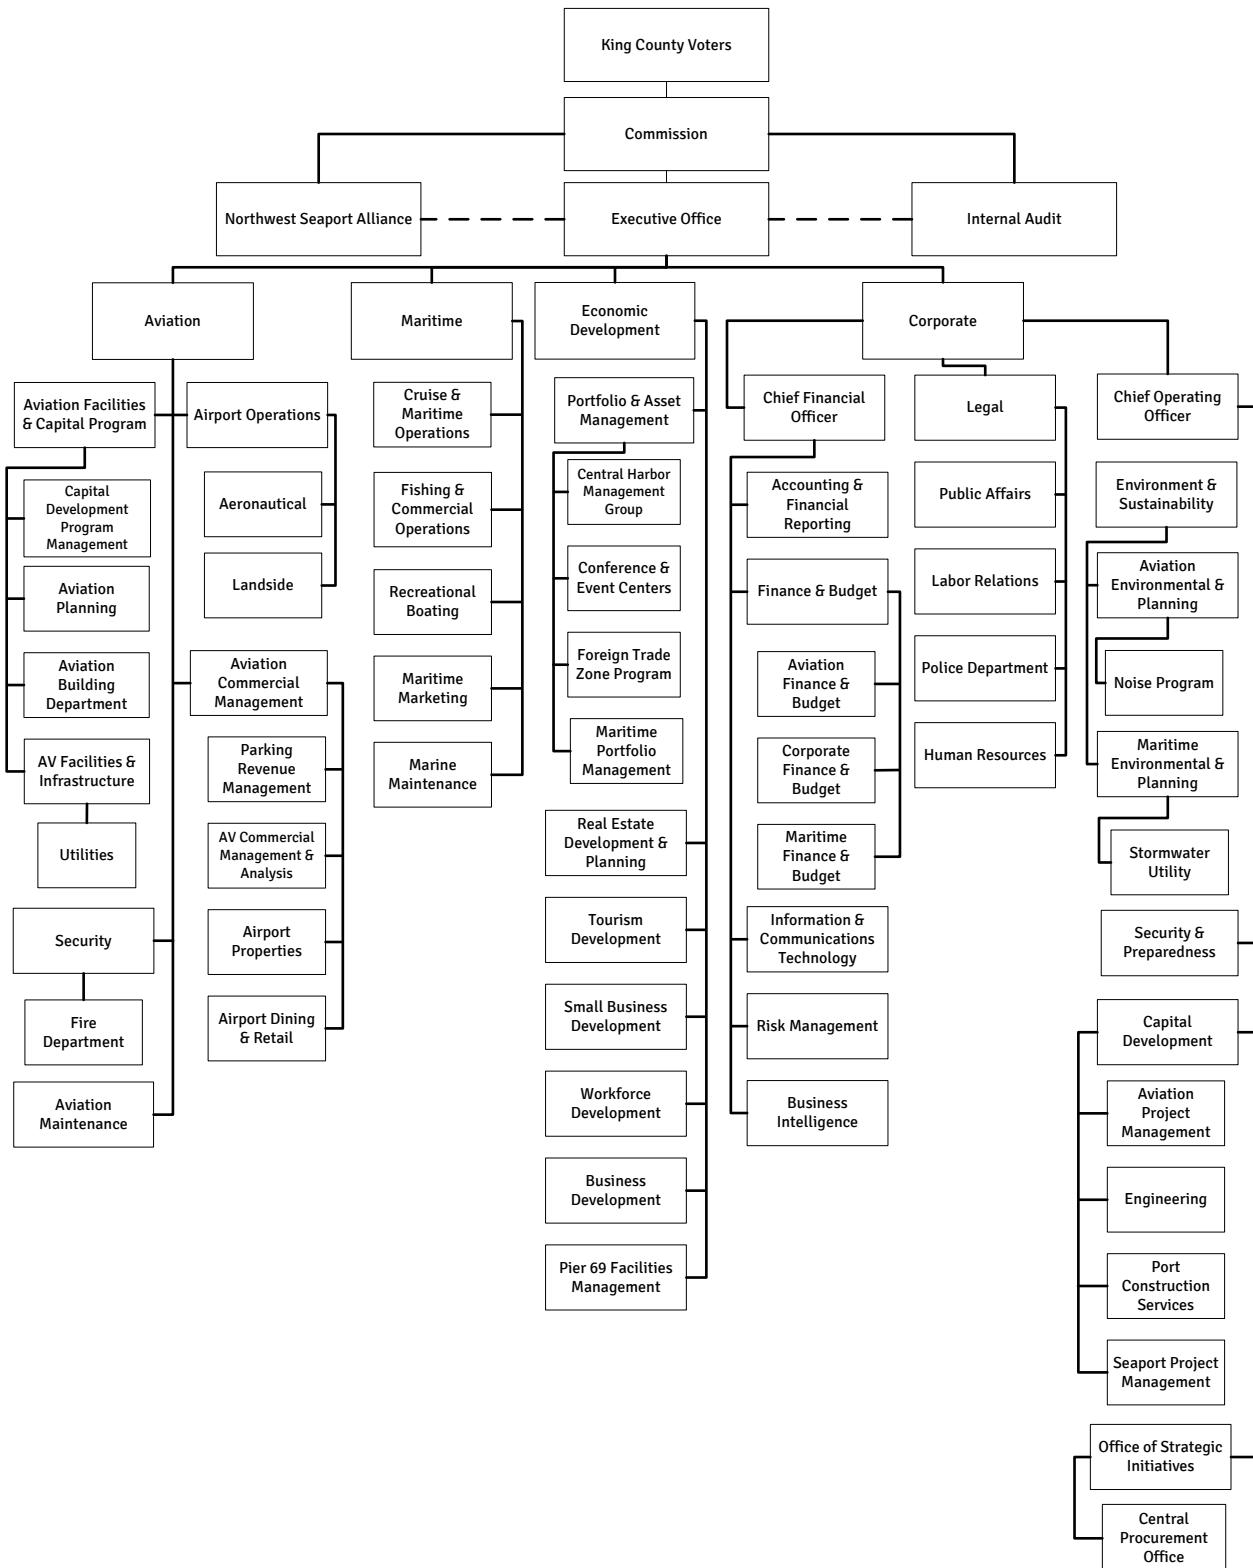 King County Voters
Commission
Northwest Seaport Alliance
Executive Office
Internal Audit
Aviation
Maritime
Economic
Development
Corporate
Aviation Facilities
& Capital Program
Airport Operations
Capital
Development
Program
Management
Aeronautical
Aviation
Planning
Landside
Aviation
Building
Department
Aviation
Commercial
Management
AV Facilities &
Infrastructure
Parking
Revenue
Management
Utilities
AV Commercial
Management &
Analysis
Security
Airport
Properties
Fire
Department
Airport Dining
& Retail
Aviation
Maintenance
Cruise &
Maritime
Operations
Fishing &
Commercial
Operations
Recreational
Boating
Maritime
Marketing
Marine
Maintenance
Portfolio & Asset
Management
Central Harbor
Management
Group
Conference &
Event Centers
Foreign Trade
Zone Program
Maritime
Portfolio
Management
Real Estate
Development &
Planning
Tourism
Development
Small Business
Development
Workforce
Development
Business
Development
Pier 69 Facilities
Management
Chief Financial
Officer
Accounting &
Financial
Reporting
Finance & Budget
Aviation
Finance &
Budget
Corporate
Finance &
Budget
Maritime
Finance &
Budget
Information &
Communications
Technology
Risk Management
Business
Intelligence
Legal
Public Affairs
Labor Relations
Police Department
Human Resources
Chief Operating
Officer
Environment &
Sustainability
Aviation
Environmental &
Planning
Noise Program
Maritime
Environmental &
Planning
Stormwater
Utility
Security &
Preparedness
Capital
Development
Aviation
Project
Management
Engineering
Port
Construction
Services
Seaport Project
Management
Office of Strategic
Initiatives
Central
Procurement
Office